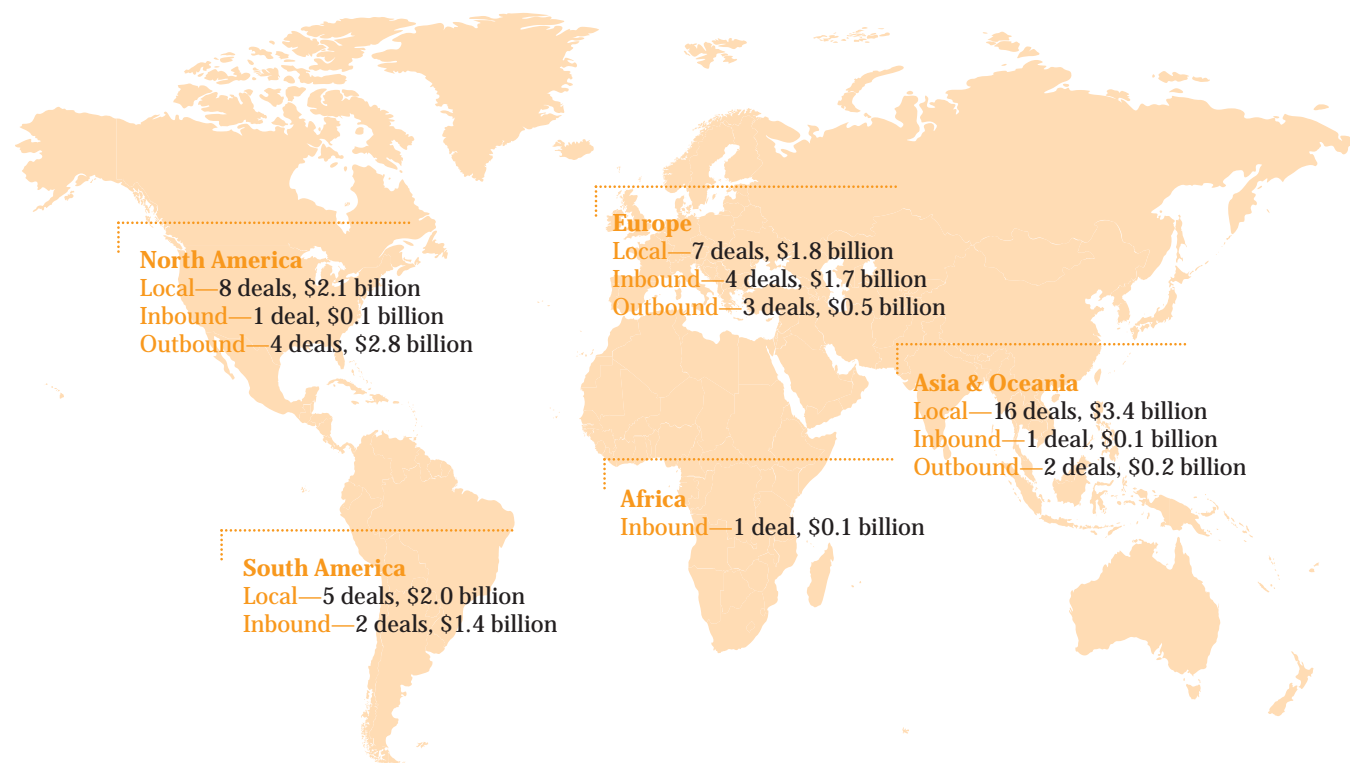 North America
Local—8 deals, $2.1 billion
Inbound—1 deal, $0.1 billion
Outbound—4 deals, $2.8 billion
Europe
Local—7 deals, $1.8 billion
Inbound—4 deals, $1.7 billion
Outbound—3 deals, $0.5 billion
Asia & Oceania
Local—16 deals, $3.4 billion
Inbound—1 deal, $0.1 billion
Outbound—2 deals, $0.2 billion
Africa
Inbound—1 deal, $0.1 billion
South America
Local—5 deals, $2.0 billion
Inbound—2 deals, $1.4 billion